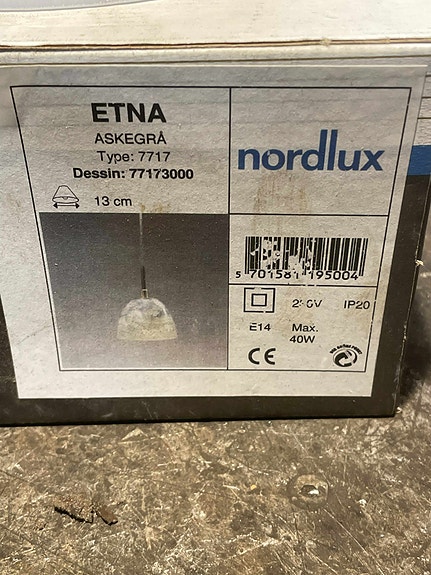 ETNA
ASKEGRÅ
Type: 7717
Dessin: 77173000
13 cm
nordlux
5 701581 195004
IP20
E14
Max.
40W
CE